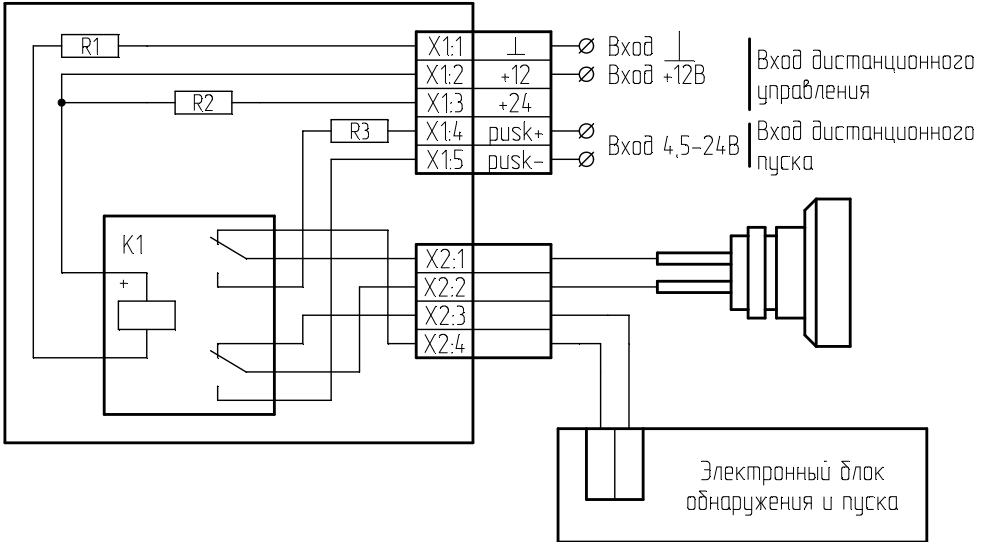 R1
X1:1 ⊥ Вход ⊥
X1:2 +12 Вход +12В
R2
X1:3 +24
Вход дистанционного
управления
R3
X1:4 pusk+
X1:5 pusk-
Вход 4,5-24В
Вход дистанционного
пуска
K1
+
X2:1
X2:2
X2:3
X2:4
Электронный блок
обнаружения и пуска